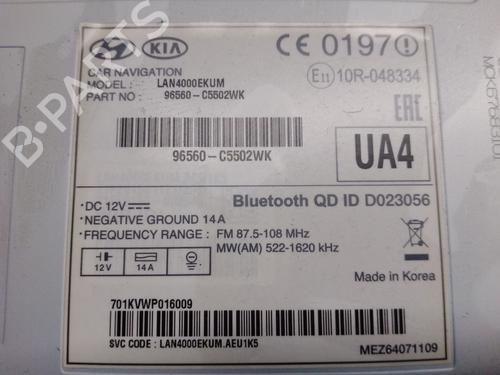 KIA
CE 0197
CAR NAVIGATION
MODEL : LAN4000EKUM
PART NO : 96560-C5502WK
E11 10R-048334
EAC
96560-C5502WK
UA4
B-PARTS
Bluetooth QD ID D023056
•DC 12V
•NEGATIVE GROUND 14A
•FREQUENCY RANGE : FM 87.5-108 MHz
MW(AM) 522-1620 kHz
12V 14A
Made in Korea
701KVWP016009
SVC CODE : LAN4000EKUM.AEU1K5
MEZ64071109